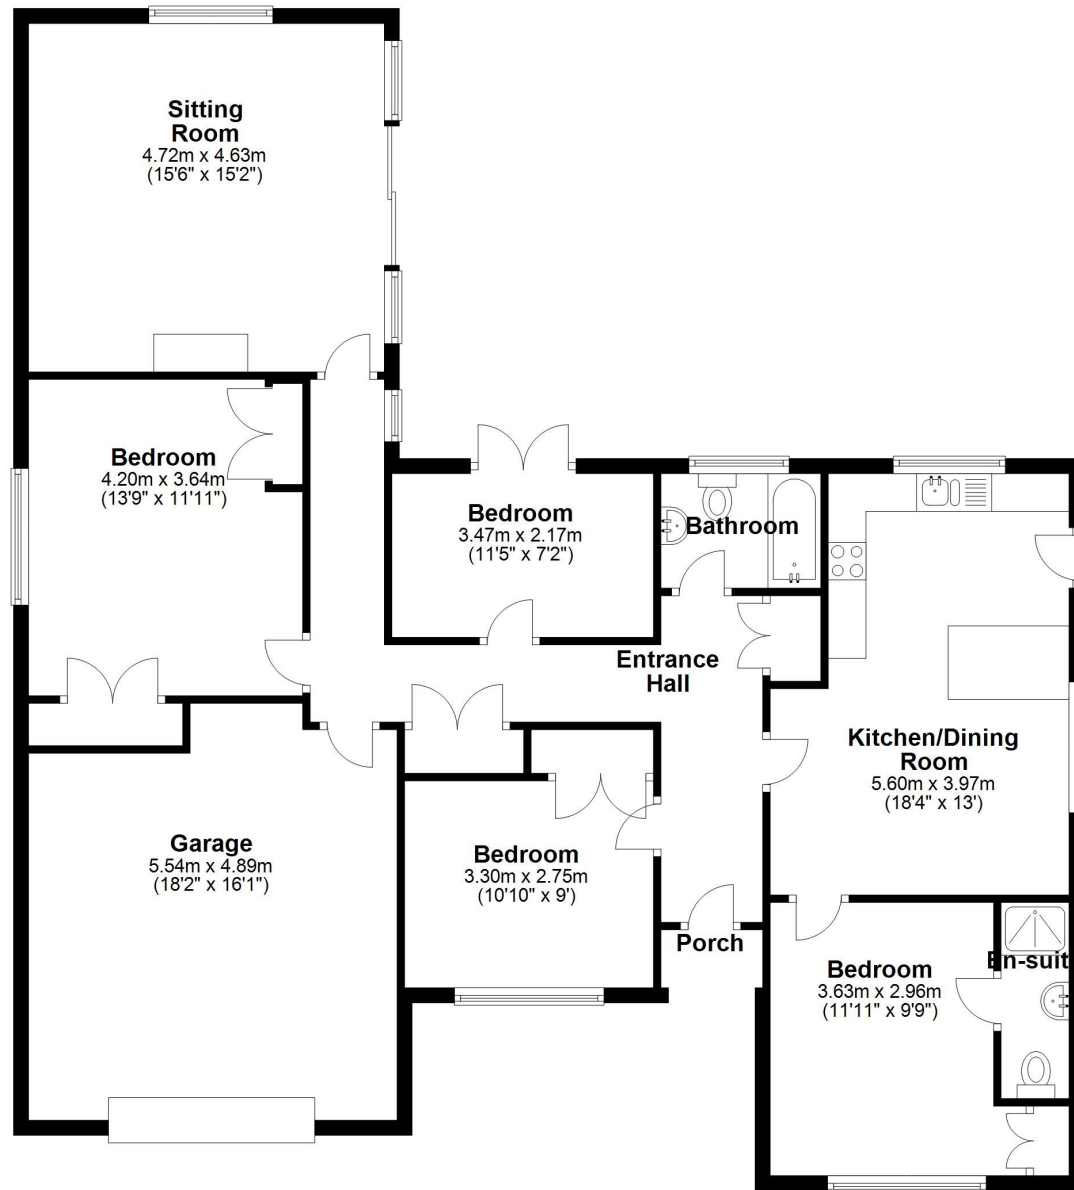 Sitting
Room
4.72m x 4.63m
(15'6" x 15'2")
Bedroom
4.20m x 3.64m
(13'9" x 11'11")
Bedroom
3.47m x 2.17m
(11'5" x 7'2")
Bathroom
Entrance
Hall
Kitchen/Dining
Room
5.60m x 3.97m
(18'4" x 13')
Garage
5.54m x 4.89m
(18'2" x 16'1")
Bedroom
3.30m x 2.75m
(10'10" x 9')
Porch
Bedroom
3.63m x 2.96m
(11'11" x 9'9")
En-suit